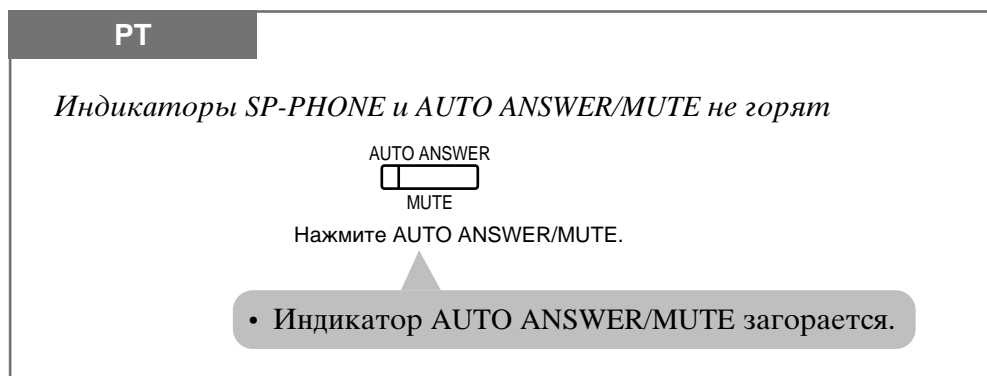 РТ
Индикаторы SP-PHONE и AUTO ANSWER/MUTE не горят
AUTO ANSWER
MUTE
Нажмите AUTO ANSWER/MUTE.
• Индикатор AUTO ANSWER/MUTE загорается.